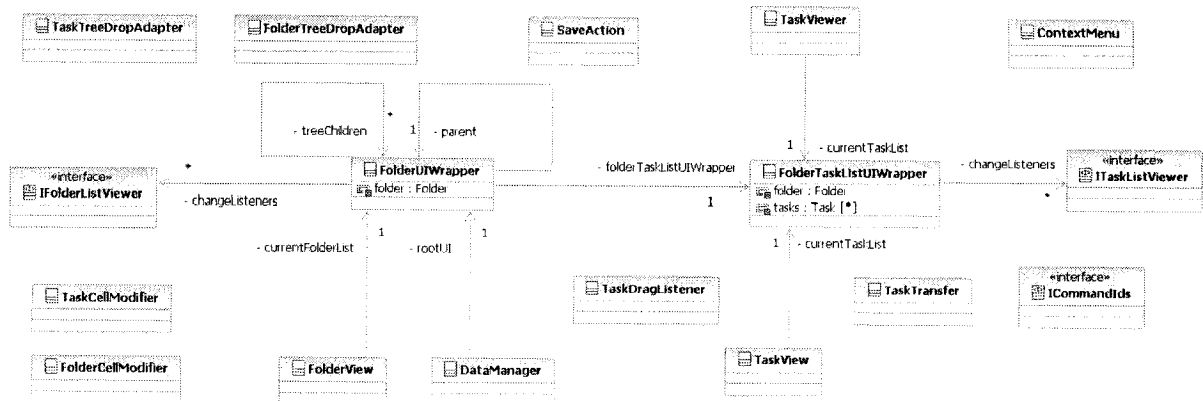 TaskTreeDropAdapter
FolderTreeDropAdapter
SaveAction
TaskViewer
ContextMenu
- treeChildren
*
1
- parent
1
- currentTaskList
«interface»
IFolderListViewer
*
- changeListeners
FolderUIWrapper
folder : Folder
- folderTaskListUIWrapper
1
FolderTaskListUIWrapper
folder : Folder
tasks : Task [*]
- changeListeners
*
«interface»
ITaskListViewer
- currentFolderList
1
- rootUI
1
1
- currentTaskList
TaskCellModifier
TaskDragListener
TaskTransfer
«interface»
ICommandIds
FolderCellModifier
FolderView
DataManager
TaskView